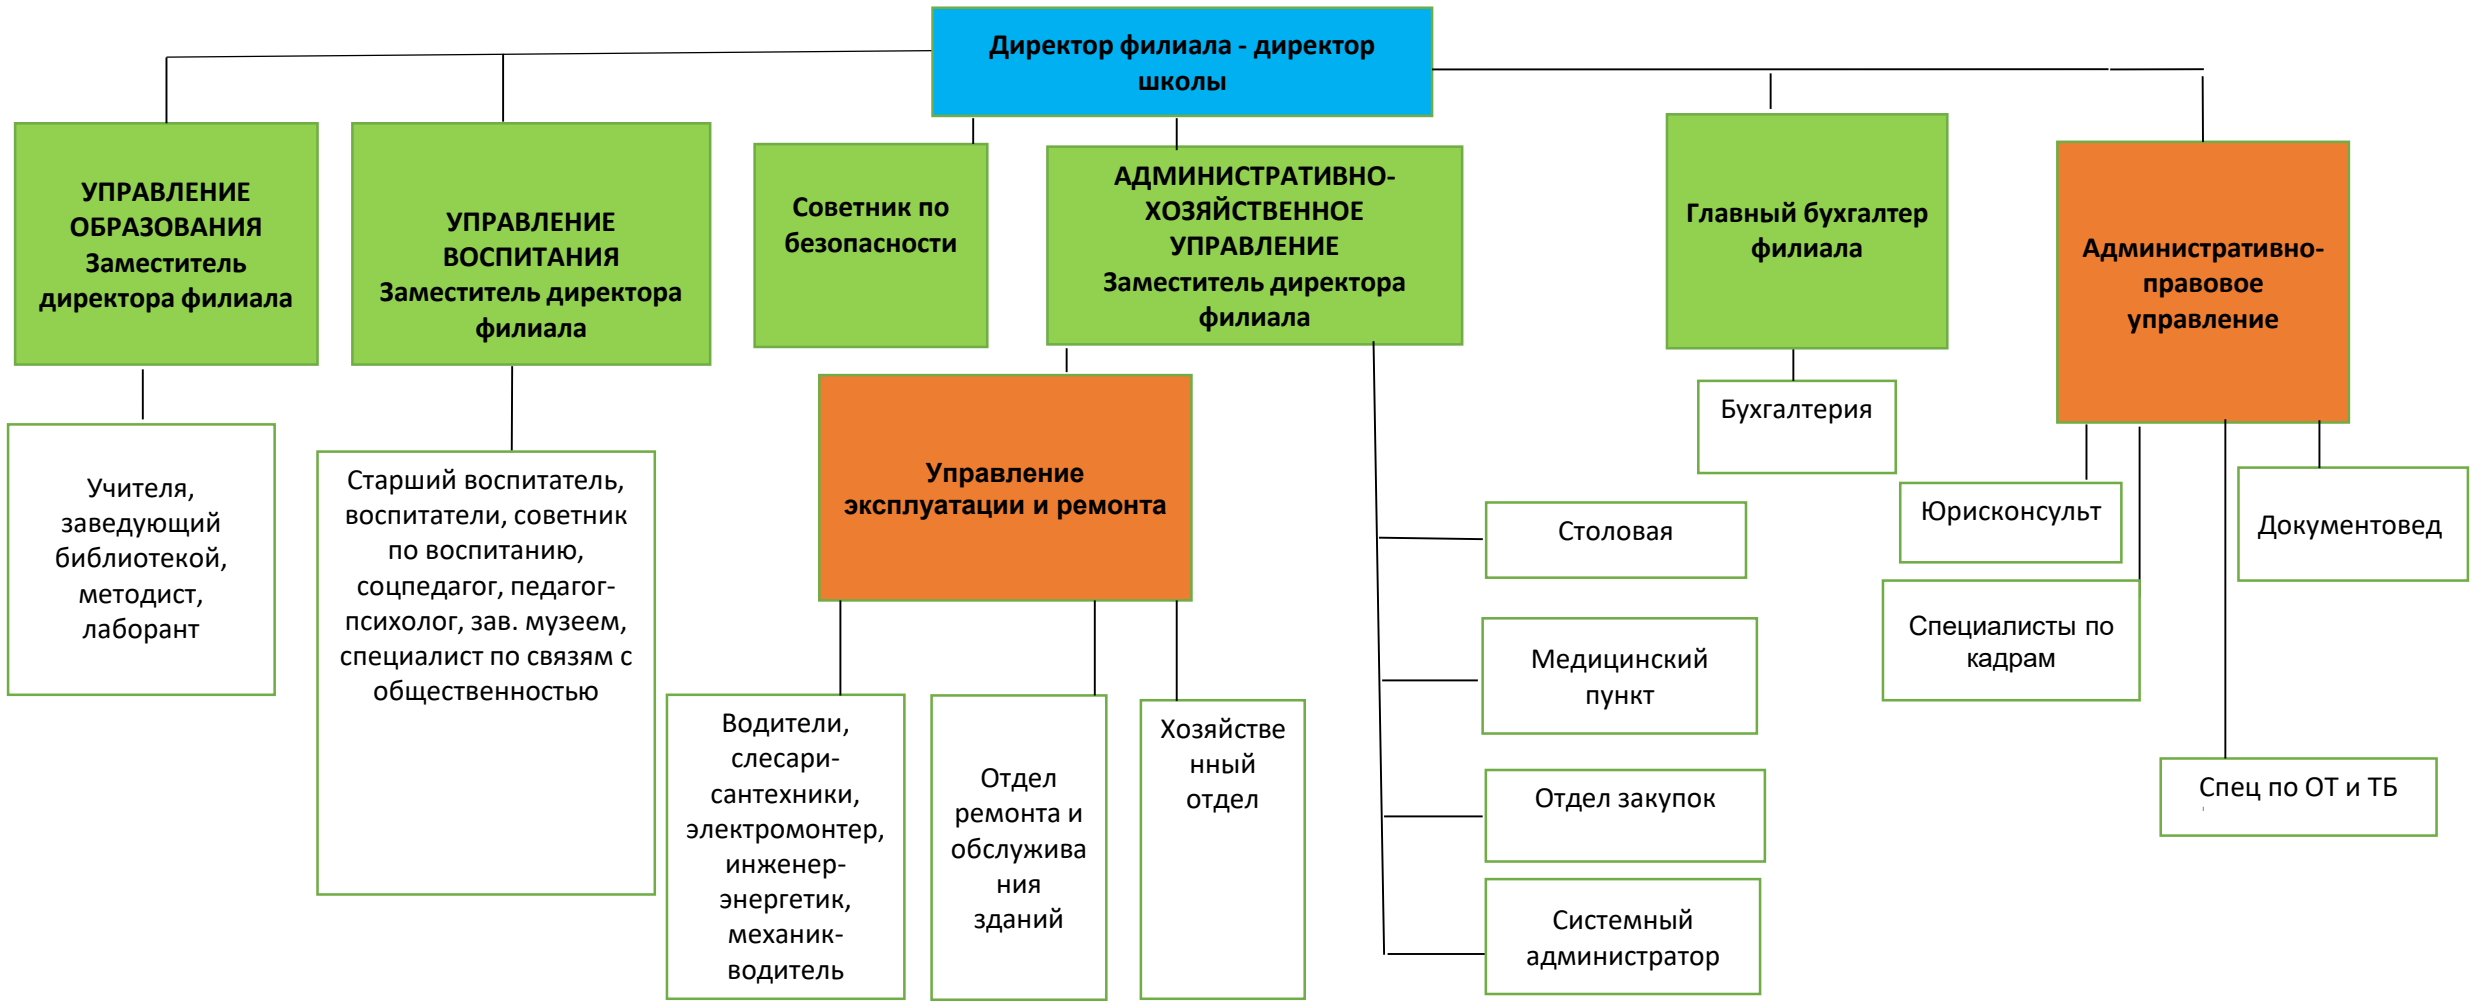 Директор филиала - директор
школы
УПРАВЛЕНИЕ
ОБРАЗОВАНИЯ
Заместитель
директора филиала
УПРАВЛЕНИЕ
ВОСПИТАНИЯ
Заместитель директора
филиала
Советник по
безопасности
АДМИНИСТРАТИВНО-
ХОЗЯЙСТВЕННОЕ
УПРАВЛЕНИЕ
Заместитель директора
филиала
Главный бухгалтер
филиала
Административно-
правовое
управление
Учителя,
заведующий
библиотекой,
методист,
лаборант
Старший воспитатель,
воспитатели, советник
по воспитанию,
соцпедагог, педагог-
психолог, зав. музеем,
специалист по связям с
общественностью
Управление
эксплуатации и ремонта
Бухгалтерия
Водители,
слесари-
сантехники,
электромонтер,
инженер-
энергетик,
механик-
водитель
Отдел
ремонта и
обслужива
ния
зданий
Хозяйстве
нный
отдел
Столовая
Медицинский
пункт
Отдел закупок
Системный
администратор
Юрисконсульт
Специалисты по
кадрам
Документовед
Спец по ОТ и ТБ